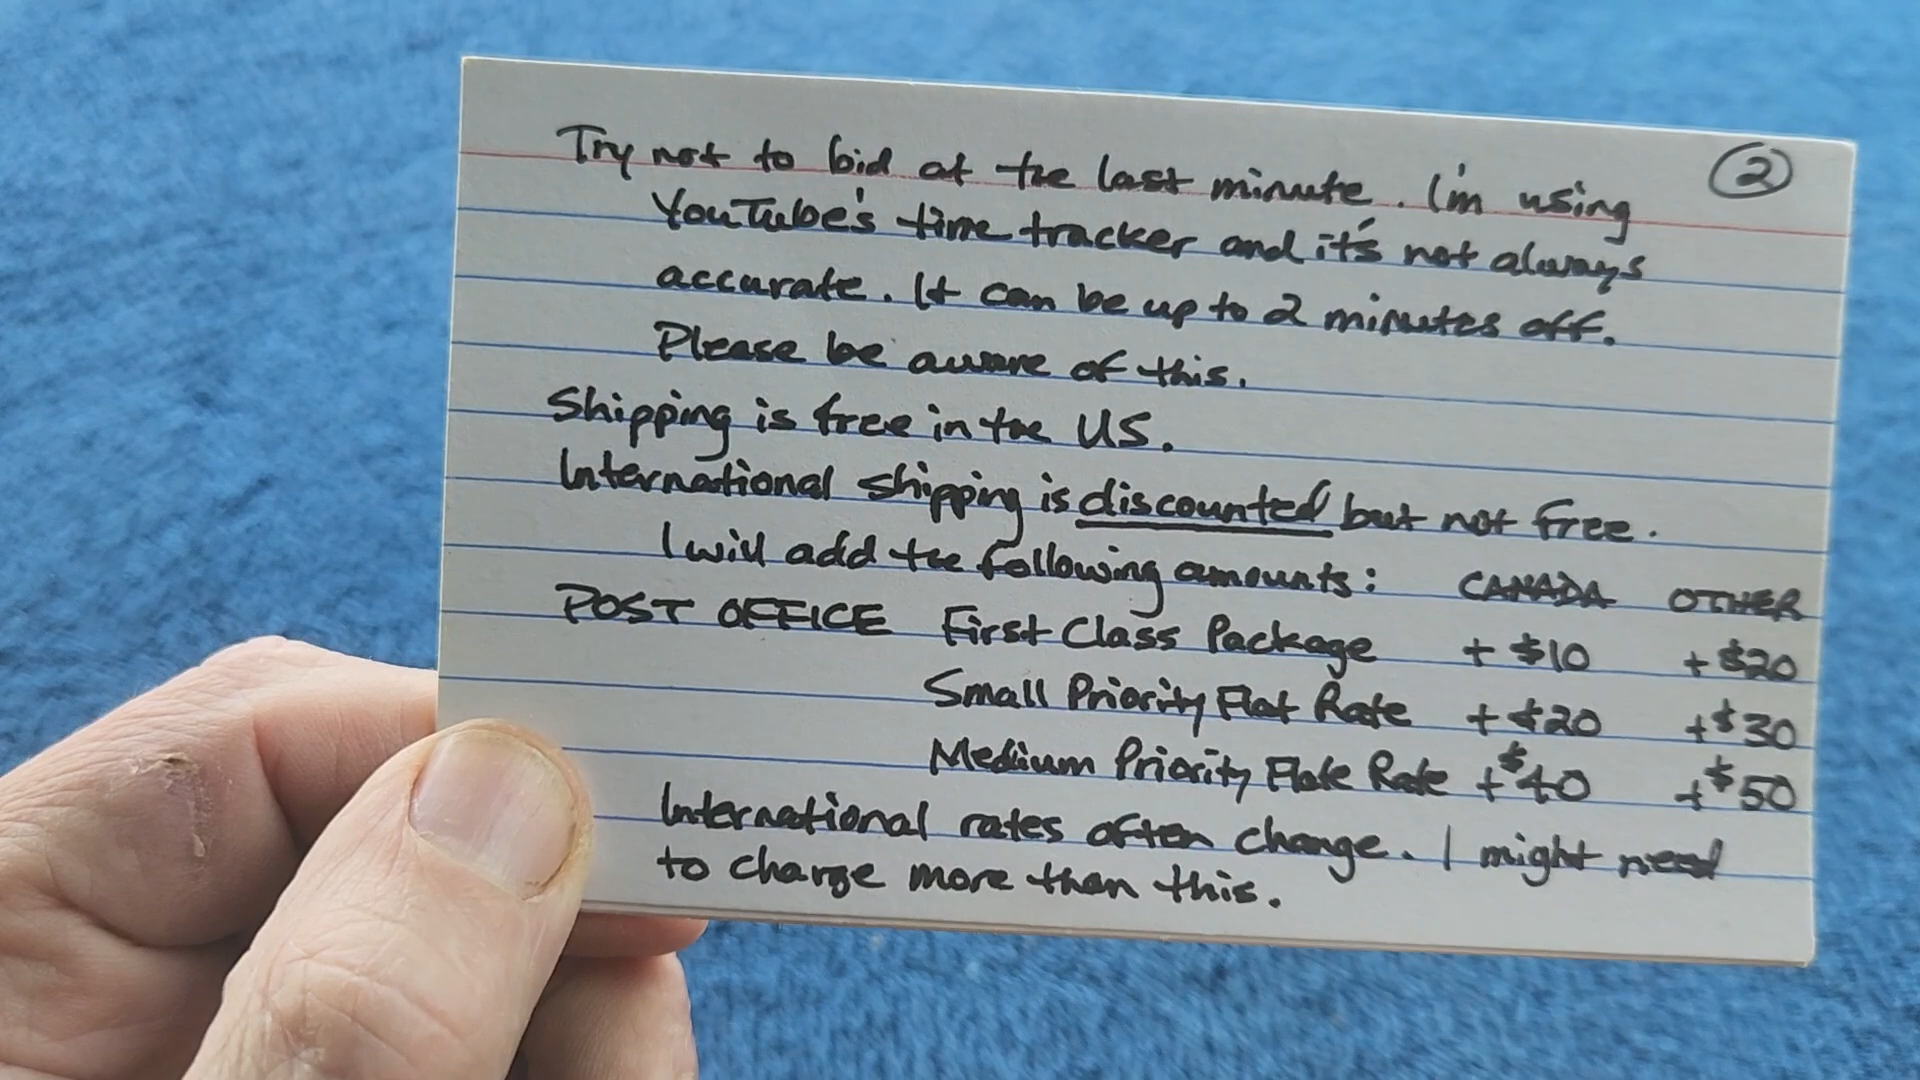 ②
Try not to bid at the last minute. I'm using
YouTube's time tracker and it's not always
accurate. It can be up to 2 minutes off.
Please be aware of this.
Shipping is free in the US.
International shipping is discounted but not free.
I will add the following amounts: CANADA OTHER
POST OFFICE First Class Package +$10 +$20
Small Priority Flat Rate +$20 +$30
Medium Priority Flate Rate +$40 +$50
International rates often change. I might need
to charge more than this.